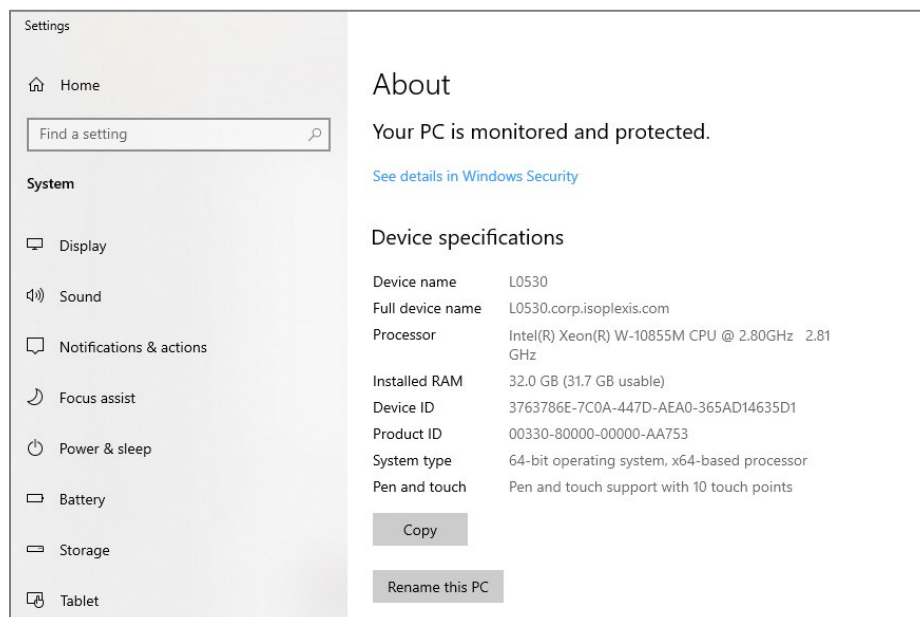 Settings
Home
Find a setting
System
Display
Sound
Notifications & actions
Focus assist
Power & sleep
Battery
Storage
Tablet
About
Your PC is monitored and protected.
See details in Windows Security
Device specifications
Device name L0530
Full device name L0530.corp.isoplexis.com
Processor Intel(R) Xeon(R) W-10855M CPU @ 2.80GHz 2.81
GHz
Installed RAM 32.0 GB (31.7 GB usable)
Device ID 3763786E-7C0A-447D-AEA0-365AD14635D1
Product ID 00330-80000-00000-AA753
System type 64-bit operating system, x64-based processor
Pen and touch Pen and touch support with 10 touch points
Copy
Rename this PC